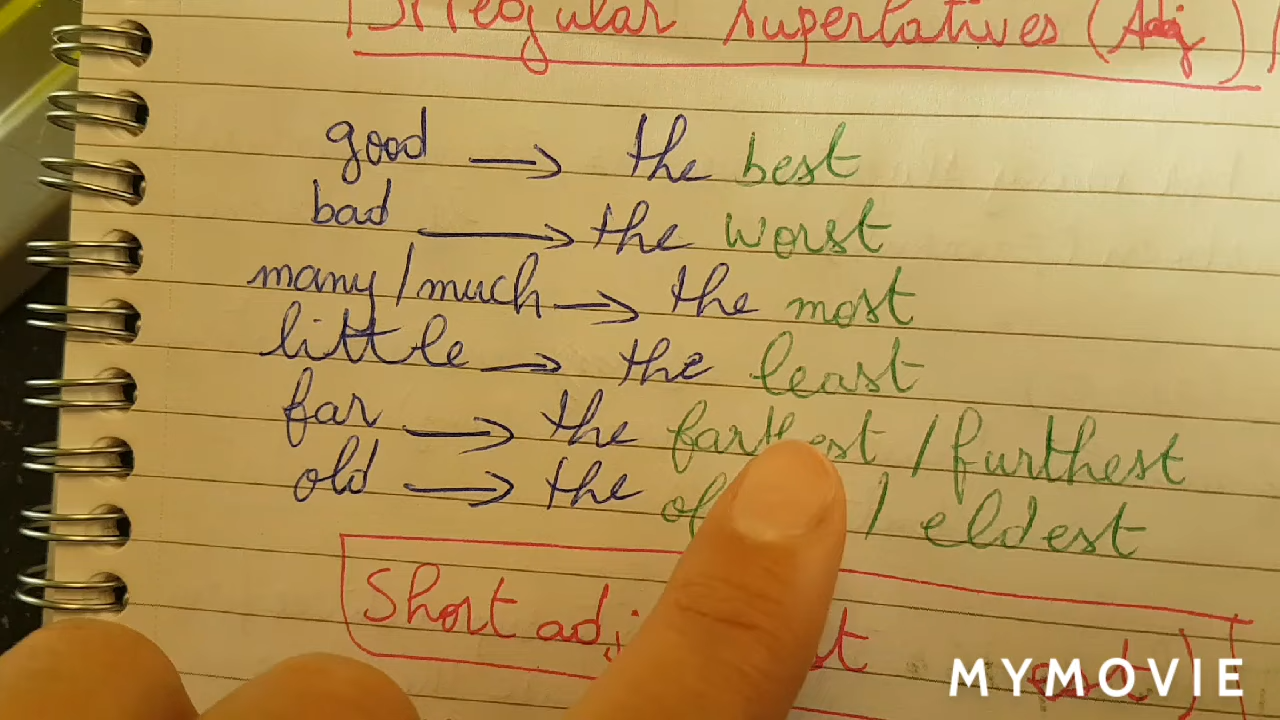 Irregular Superlatives (Adj)
good → the best
bad → the worst
many/much → the most
little → the least
far → the farthest / furthest
old → the / eldest
Short adj
MYMOVIE